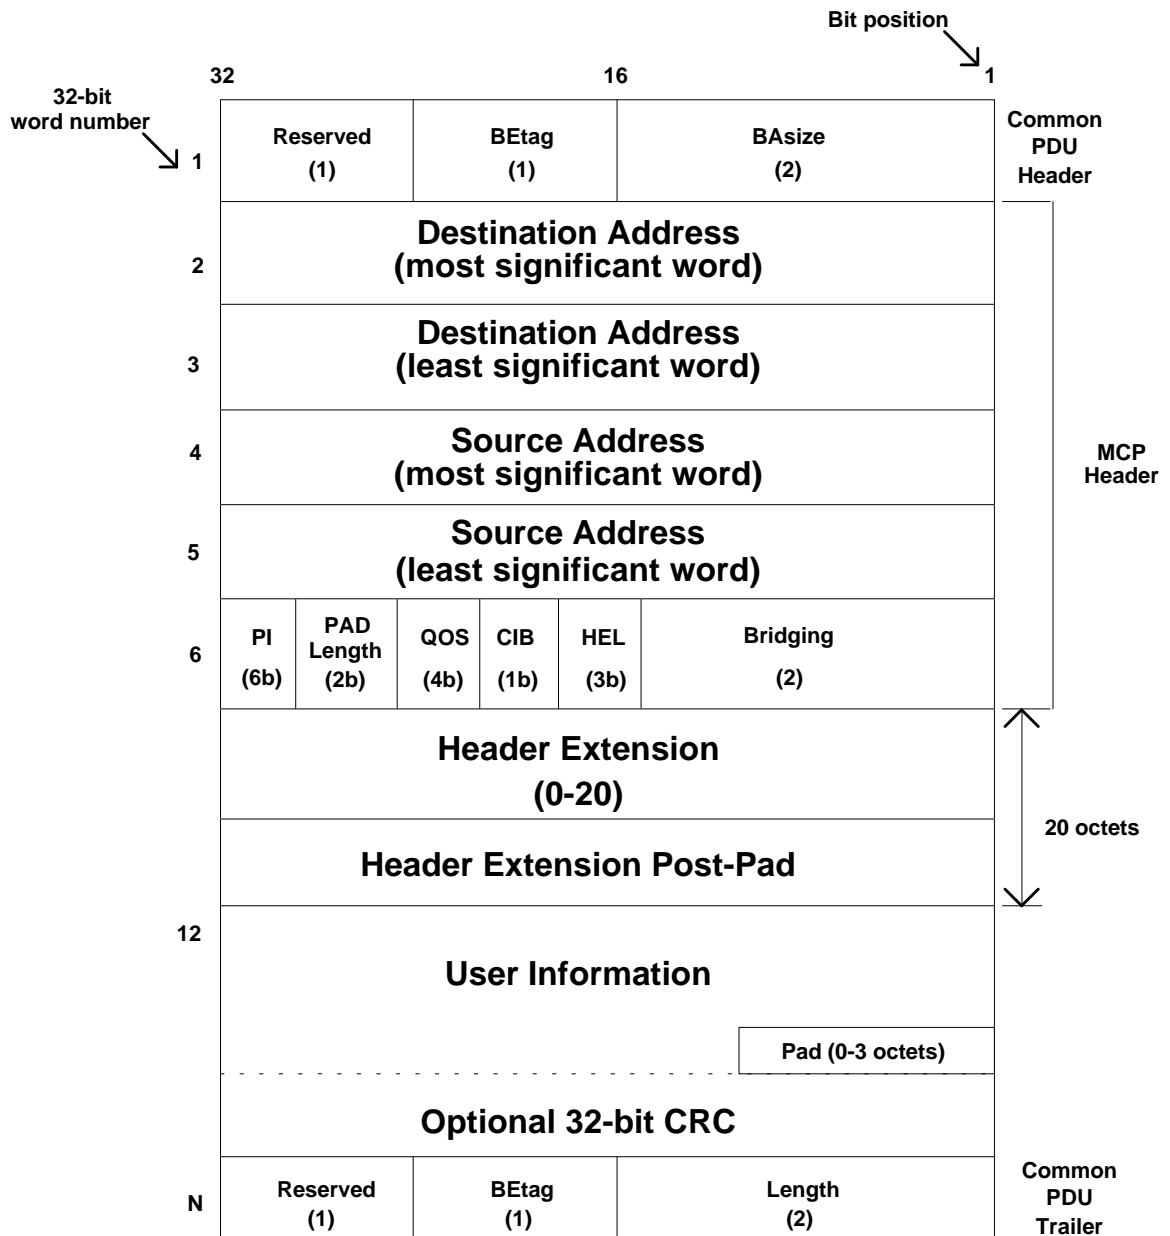 Bit position
32 16 1
32-bit
word number
Reserved BEtag BAsize
(1) (1) (2)
1
Common
PDU
Header
Destination Address
(most significant word)
2
Destination Address
(least significant word)
3
Source Address
(most significant word)
4
Source Address
(least significant word)
5
MCP
Header
PI PAD Length QOS CIB HEL Bridging
(6b) (2b) (4b) (1b) (3b) (2)
6
Header Extension
(0-20)
20 octets
Header Extension Post-Pad
12
User Information
Pad (0-3 octets)
Optional 32-bit CRC
Reserved BEtag Length
(1) (1) (2)
N
Common
PDU
Trailer